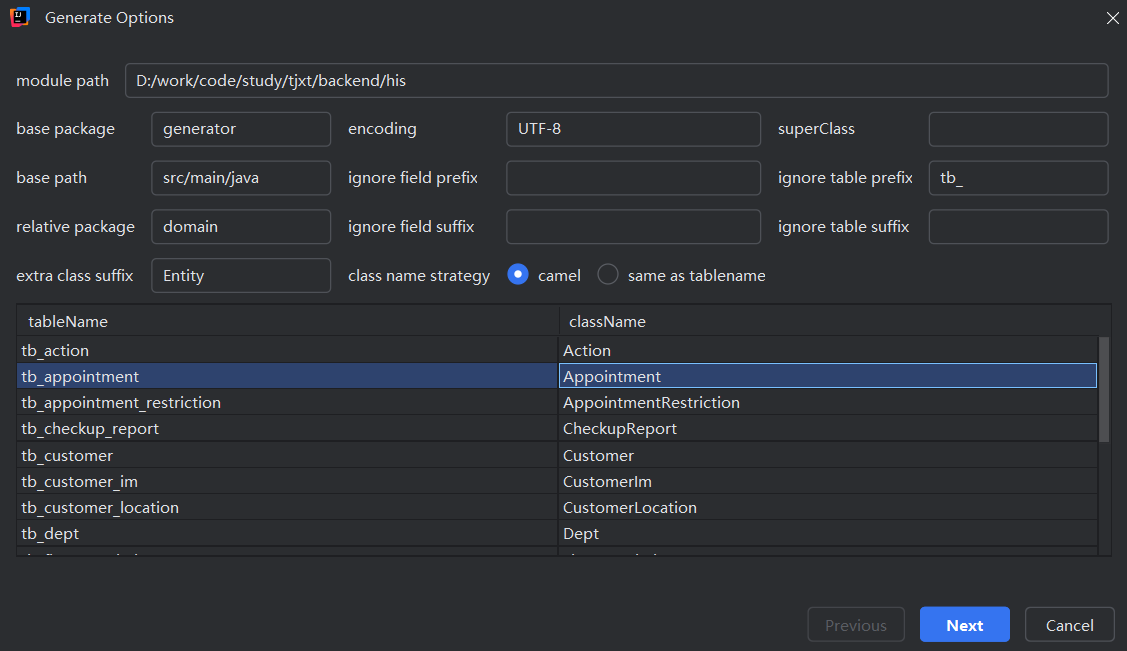 Generate Options
module path D:/work/code/study/tjxt/backend/his
base package generator encoding UTF-8 superClass
base path src/main/java ignore field prefix ignore table prefix tb_
relative package domain ignore field suffix ignore table suffix
extra class suffix Entity class name strategy camel same as tablename
tableName className
tb_action Action
tb_appointment Appointment
tb_appointment_restriction AppointmentRestriction
tb_checkup_report CheckupReport
tb_customer Customer
tb_customer_im CustomerIm
tb_customer_location CustomerLocation
tb_dept Dept
Previous Next Cancel